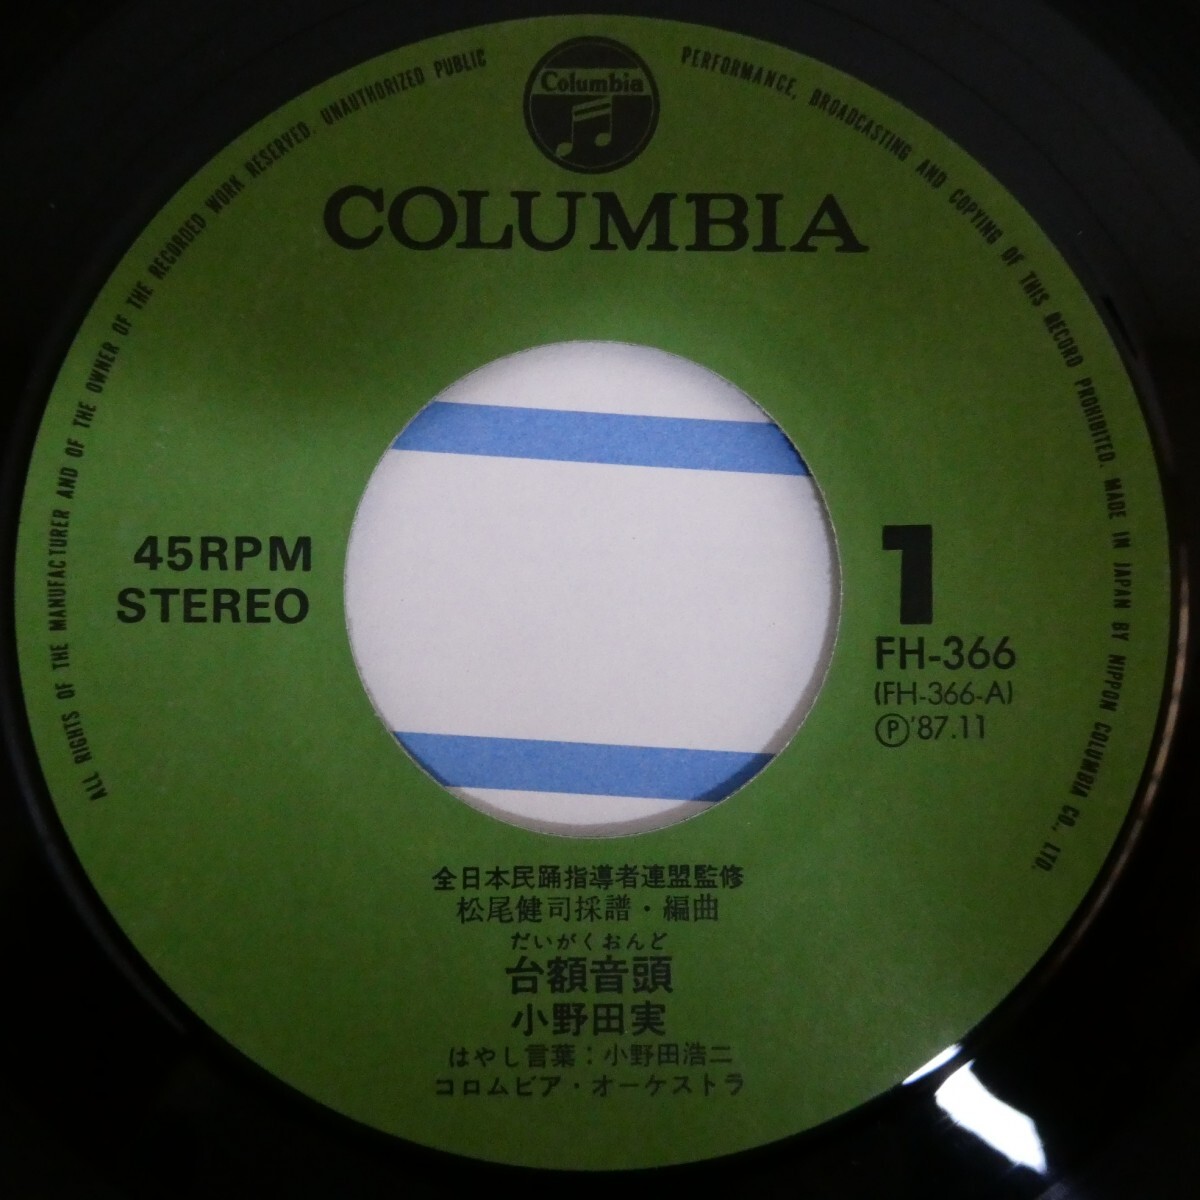 ALL RIGHTS OF THE MANUFACTURER AND OF THE OWNER OF THE RECORDED WORK RESERVED. UNAUTHORIZED PUBLIC PERFORMANCE, BROADCASTING AND COPYING OF THIS RECORD PROHIBITED. MADE IN JAPAN BY NIPPON COLUMBIA CO., LTD.
Columbia
COLUMBIA
45RPM
STEREO
1
FH-366
(FH-366-A)
Ⓟ'87.11
全日本民踊指導者連盟監修
松尾健司採譜・編曲
だいがくおんど
台額音頭
小野田実
はやし言葉:小野田浩二
コロムビア・オーケストラ